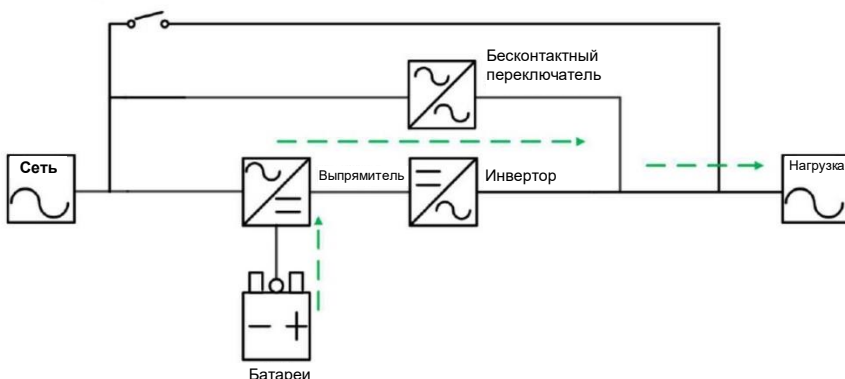 Бесконтактный
переключатель
Сеть
Выпрямитель
Инвертор
Нагрузка
Батареи